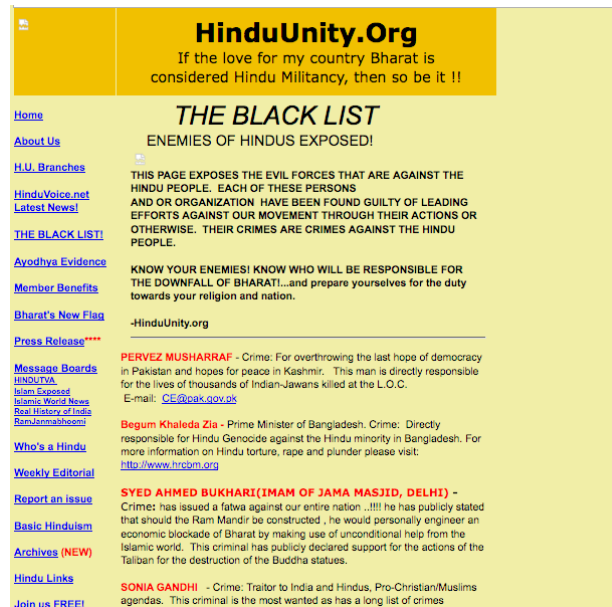 HinduUnity.Org
If the love for my country Bharat is
considered Hindu Militancy, then so be it !!
Home
About Us
H.U. Branches
HinduVoice.net
Latest News!
THE BLACK LIST!
Ayodhya Evidence
Member Benefits
Bharat's New Flag
Press Release****
Message Boards
HINDUTVA
Islam Exposed
Islamic World News
Real History of India
RamJanmabhoomi
Who's a Hindu
Weekly Editorial
Report an issue
Basic Hinduism
Archives (NEW)
Hindu Links
Join us FREE!
THE BLACK LIST
ENEMIES OF HINDUS EXPOSED!
THIS PAGE EXPOSES THE EVIL FORCES THAT ARE AGAINST THE
HINDU PEOPLE. EACH OF THESE PERSONS
AND OR ORGANIZATION HAVE BEEN FOUND GUILTY OF LEADING
EFFORTS AGAINST OUR MOVEMENT THROUGH THEIR ACTIONS OR
OTHERWISE. THEIR CRIMES ARE CRIMES AGAINST THE HINDU
PEOPLE.
KNOW YOUR ENEMIES! KNOW WHO WILL BE RESPONSIBLE FOR
THE DOWNFALL OF BHARAT!...and prepare yourselves for the duty
towards your religion and nation.
-HinduUnity.org
PERVEZ MUSHARRAF - Crime: For overthrowing the last hope of democracy
in Pakistan and hopes for peace in Kashmir. This man is directly responsible
for the lives of thousands of Indian-Jawans killed at the L.O.C.
E-mail: CE@pak.gov.pk
Begum Khaleda Zia - Prime Minister of Bangladesh. Crime: Directly
responsible for Hindu Genocide against the Hindu minority in Bangladesh. For
more information on Hindu torture, rape and plunder please visit:
http://www.hrcbm.org
SYED AHMED BUKHARI(IMAM OF JAMA MASJID, DELHI) -
Crime: has issued a fatwa against our entire nation ..!!!! he has publicly stated
that should the Ram Mandir be constructed , he would personally engineer an
economic blockade of Bharat by making use of unconditional help from the
Islamic world. This criminal has publicly declared support for the actions of the
Taliban for the destruction of the Buddha statues.
SONIA GANDHI - Crime: Traitor to India and Hindus, Pro-Christian/Muslims
agendas. This criminal is the most wanted as has a long list of crimes